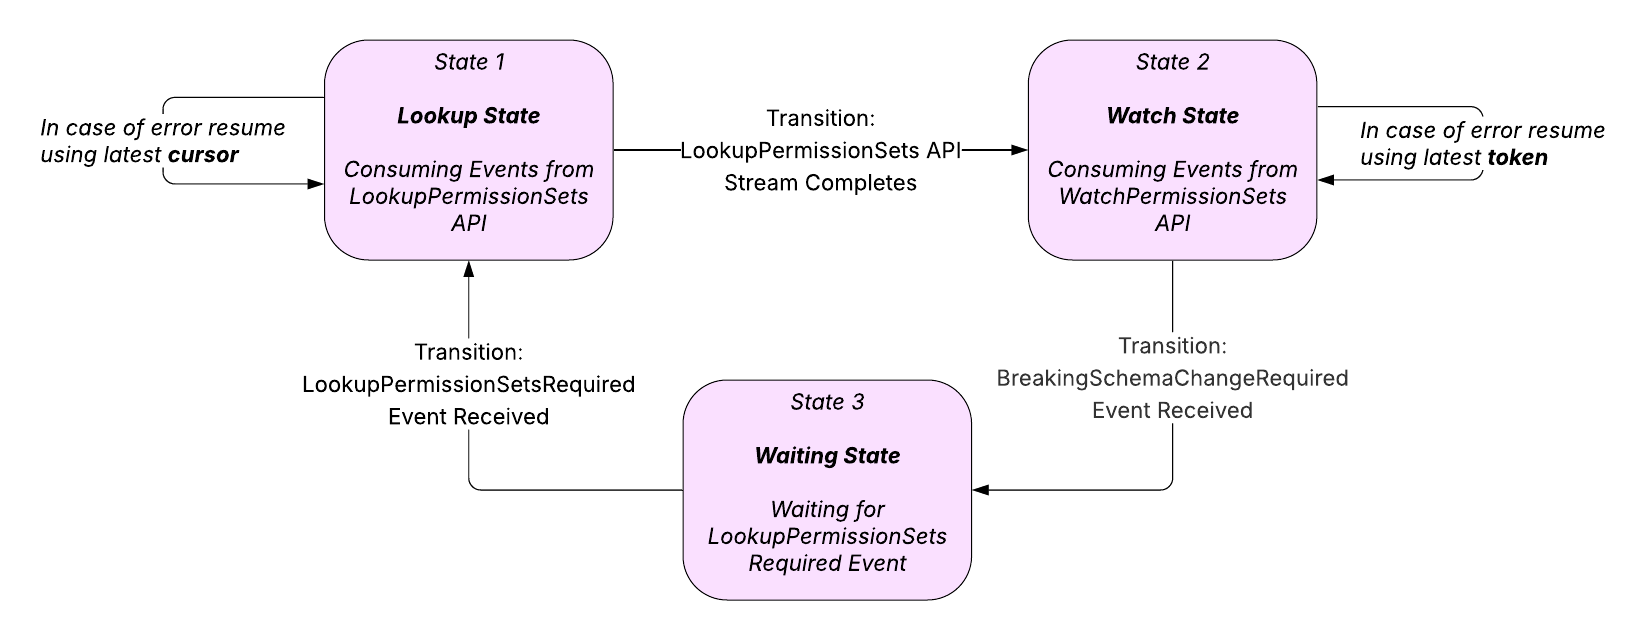 State 1
Lookup State
Consuming Events from
LookupPermissionSets
API
In case of error resume
using latest cursor
Transition:
LookupPermissionSets API
Stream Completes
State 2
Watch State
Consuming Events from
WatchPermissionSets
API
In case of error resume
using latest token
Transition:
LookupPermissionSetsRequired
Event Received
State 3
Waiting State
Waiting for
LookupPermissionSets
Required Event
Transition:
BreakingSchemaChangeRequired
Event Received